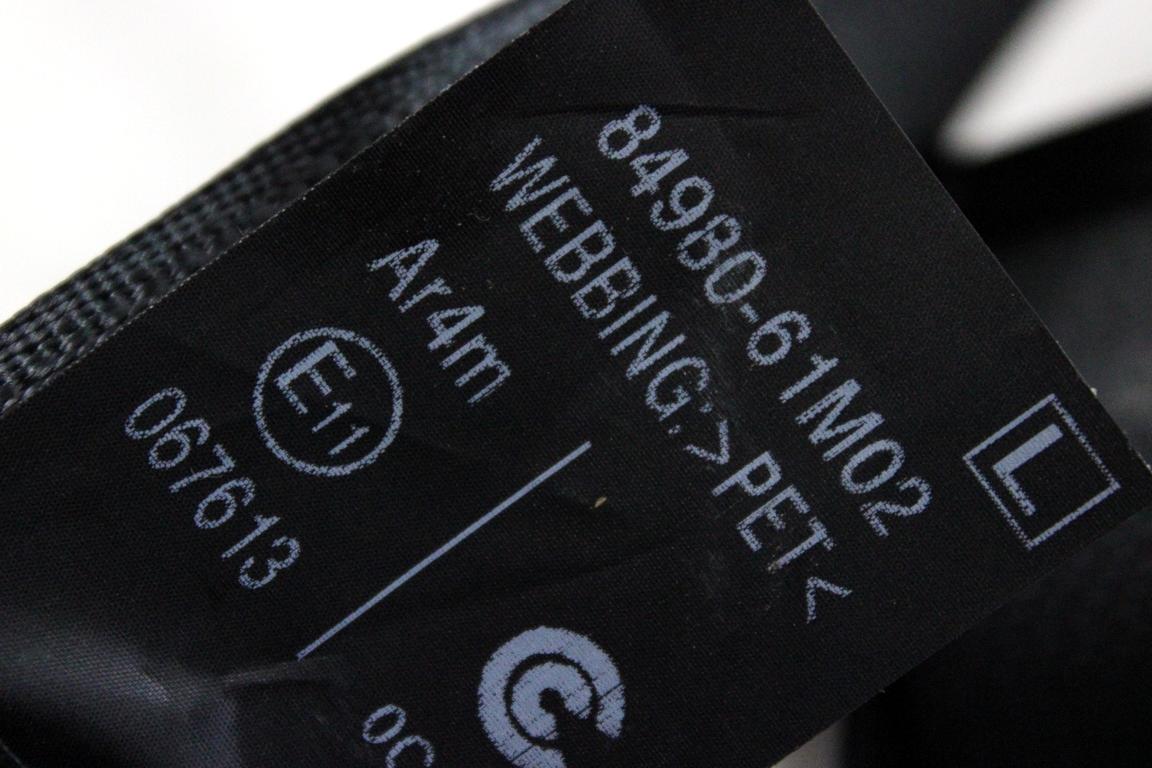 L
84980-61M02
WEBBING:>PET<
Ar4m
E11
067613